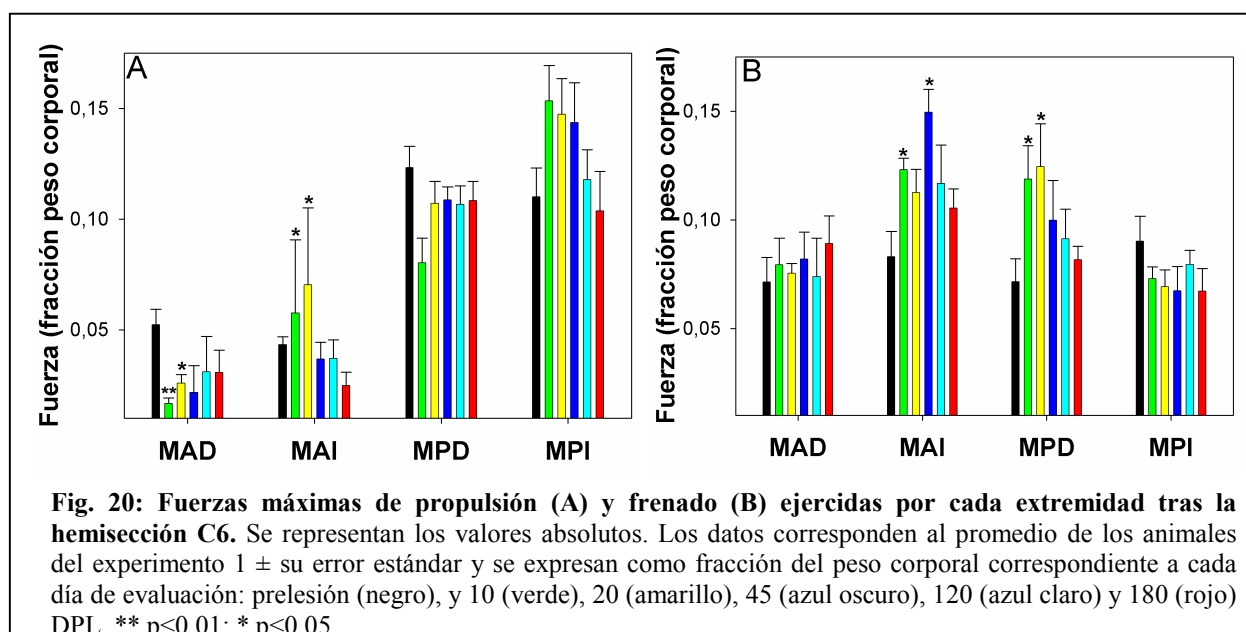 A
B
Fuerza (fracción peso corporal)
0,15
0,10
0,05
**
*
*
*
MAD
MAI
MPD
MPI
Fuerza (fracción peso corporal)
0,15
0,10
0,05
*
*
*
*
MAD
MAI
MPD
MPI
Fig. 20: Fuerzas máximas de propulsión (A) y frenado (B) ejercidas por cada extremidad tras la
hemisección C6. Se representan los valores absolutos. Los datos corresponden al promedio de los animales
del experimento 1 ± su error estándar y se expresan como fracción del peso corporal correspondiente a cada
día de evaluación: prelesión (negro), y 10 (verde), 20 (amarillo), 45 (azul oscuro), 120 (azul claro) y 180 (rojo)
DPL. ** p<0.01; * p<0.05